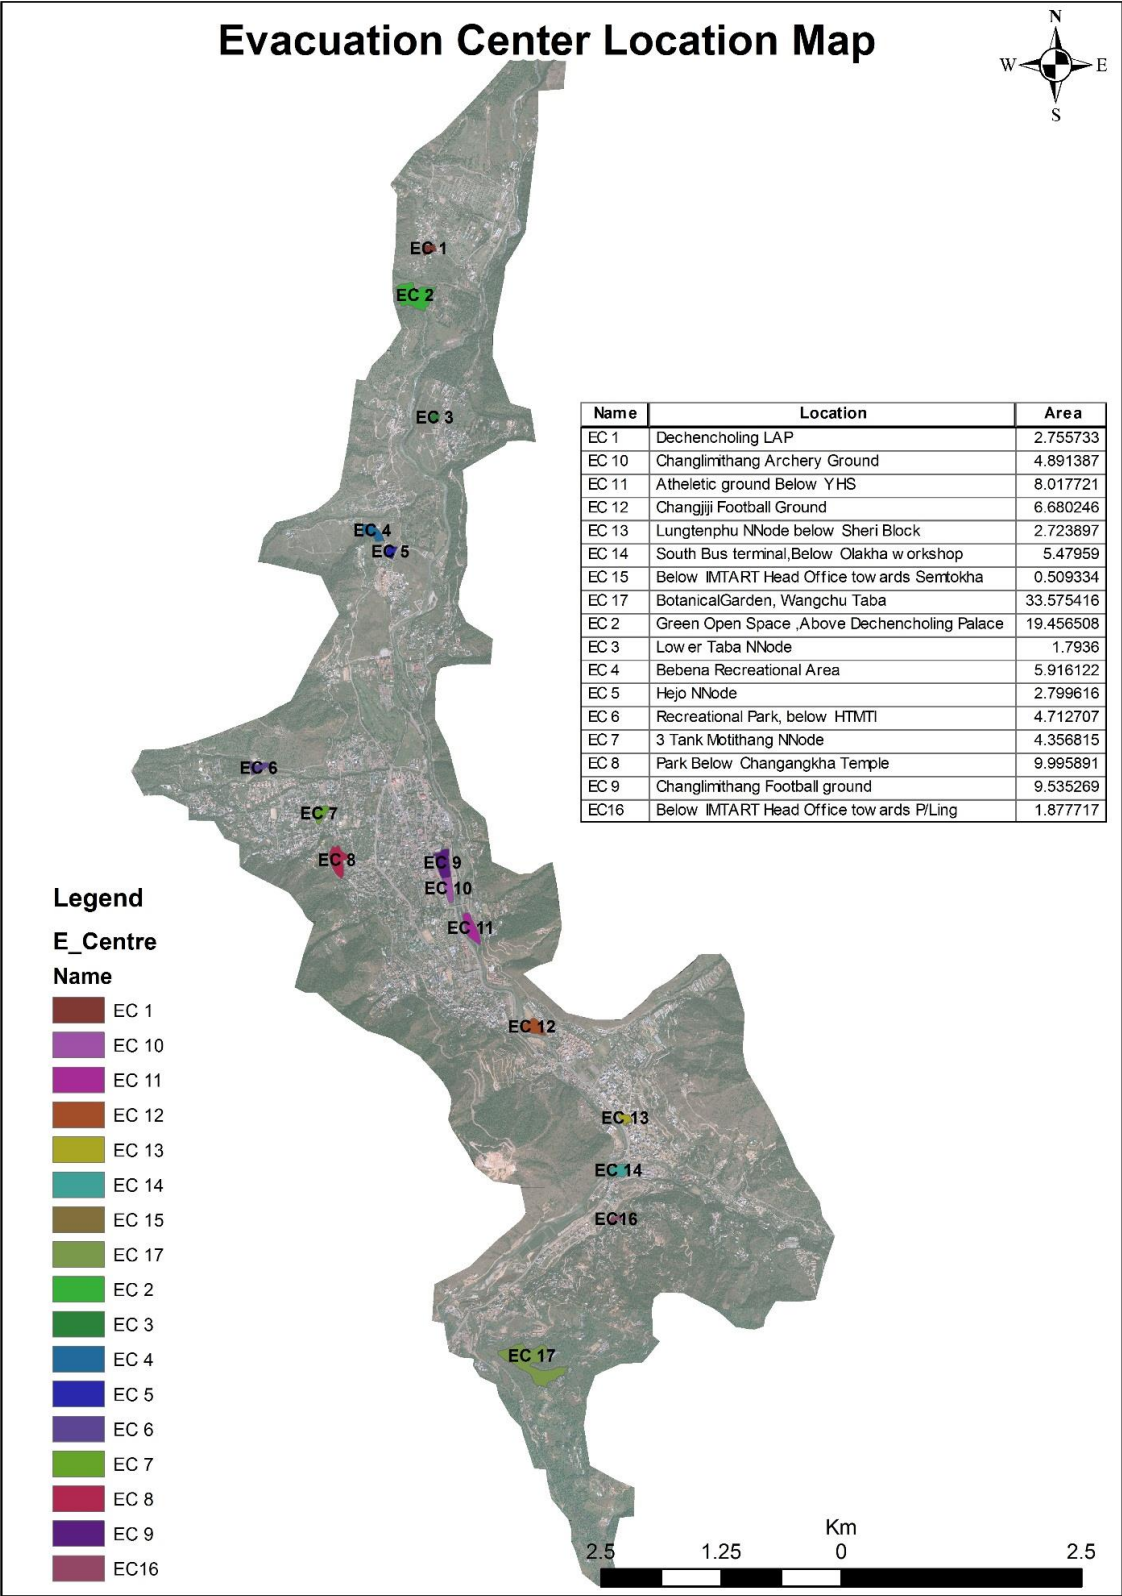 Evacuation Center Location Map
N
W E
S
EC 1
EC 2
EC 3
EC 4
EC 5
EC 6
EC 7
EC 8
EC 9
EC 10
EC 11
EC 12
EC 13
EC 14
EC16
EC 17
Name Location Area
EC 1 Dechencholing LAP 2.755733
EC 10 Changlimithang Archery Ground 4.891387
EC 11 Atheletic ground Below YHS 8.017721
EC 12 Changjiji Football Ground 6.680246
EC 13 Lungtenphu NNode below Sheri Block 2.723897
EC 14 South Bus terminal,Below Olakha workshop 5.47959
EC 15 Below IMTART Head Office towards Semtokha 0.509334
EC 17 BotanicalGarden, Wangchu Taba 33.575416
EC 2 Green Open Space ,Above Dechencholing Palace 19.456508
EC 3 Lower Taba NNode 1.7936
EC 4 Bebena Recreational Area 5.916122
EC 5 Hejo NNode 2.799616
EC 6 Recreational Park, below HTMTI 4.712707
EC 7 3 Tank Motithang NNode 4.356815
EC 8 Park Below Changangkha Temple 9.995891
EC 9 Changlimithang Football ground 9.535269
EC16 Below IMTART Head Office towards P/Ling 1.877717
Legend
E_Centre
Name
EC 1
EC 10
EC 11
EC 12
EC 13
EC 14
EC 15
EC 17
EC 2
EC 3
EC 4
EC 5
EC 6
EC 7
EC 8
EC 9
EC16
Km
2.5 1.25 0 2.5